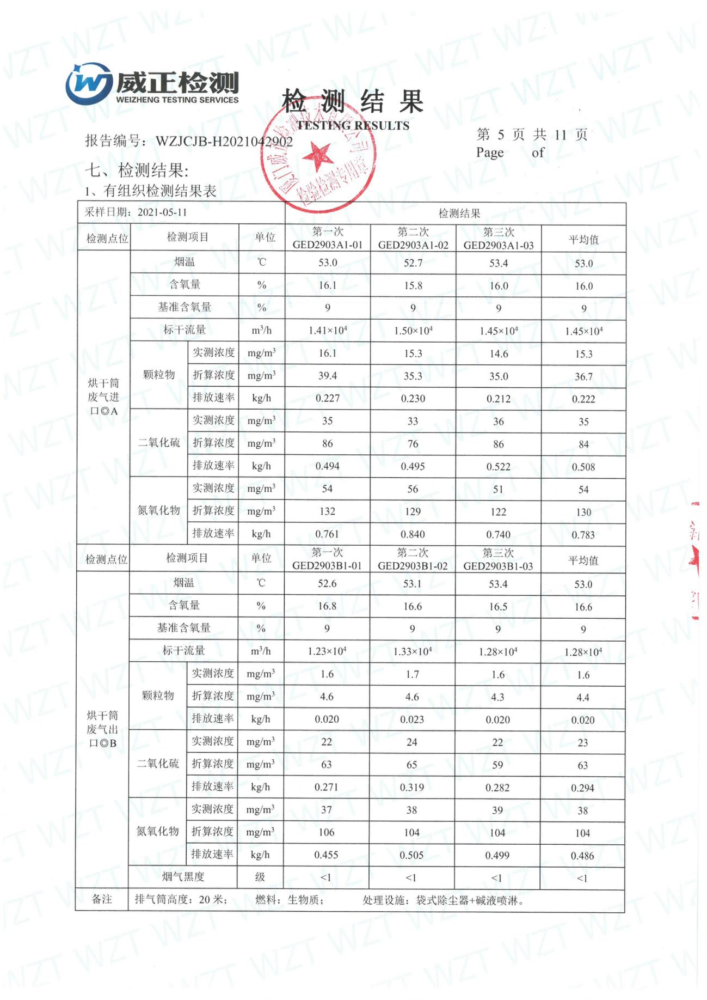 威正检测
WEIZHENG TESTING SERVICES
检 测 结 果
TESTING RESULTS
报告编号：WZJCJB-H2021042902
第 5 页 共 11 页
Page of
厦门威正检测技术有限公司
检验检测专用章
七、检测结果:
1、有组织检测结果表
采样日期：2021-05-11 检测结果
检测点位 检测项目 单位 第一次 GED2903A1-01 第二次 GED2903A1-02 第三次 GED2903A1-03 平均值
烘干筒废气进口◎A
烟温 ℃ 53.0 52.7 53.4 53.0
含氧量 % 16.1 15.8 16.0 16.0
基准含氧量 % 9 9 9 9
标干流量 m³/h 1.41×10⁴ 1.50×10⁴ 1.45×10⁴ 1.45×10⁴
颗粒物 实测浓度 mg/m³ 16.1 15.3 14.6 15.3
折算浓度 mg/m³ 39.4 35.3 35.0 36.7
排放速率 kg/h 0.227 0.230 0.212 0.222
二氧化硫 实测浓度 mg/m³ 35 33 36 35
折算浓度 mg/m³ 86 76 86 84
排放速率 kg/h 0.494 0.495 0.522 0.508
氮氧化物 实测浓度 mg/m³ 54 56 51 54
折算浓度 mg/m³ 132 129 122 130
排放速率 kg/h 0.761 0.840 0.740 0.783
检测点位 检测项目 单位 第一次 GED2903B1-01 第二次 GED2903B1-02 第三次 GED2903B1-03 平均值
烘干筒废气出口◎B
烟温 ℃ 52.6 53.1 53.4 53.0
含氧量 % 16.8 16.6 16.5 16.6
基准含氧量 % 9 9 9 9
标干流量 m³/h 1.23×10⁴ 1.33×10⁴ 1.28×10⁴ 1.28×10⁴
颗粒物 实测浓度 mg/m³ 1.6 1.7 1.6 1.6
折算浓度 mg/m³ 4.6 4.6 4.3 4.4
排放速率 kg/h 0.020 0.023 0.020 0.020
二氧化硫 实测浓度 mg/m³ 22 24 22 23
折算浓度 mg/m³ 63 65 59 63
排放速率 kg/h 0.271 0.319 0.282 0.294
氮氧化物 实测浓度 mg/m³ 37 38 39 38
折算浓度 mg/m³ 106 104 104 104
排放速率 kg/h 0.455 0.505 0.499 0.486
烟气黑度 级 <1 <1 <1 <1
备注 排气筒高度：20 米； 燃料：生物质； 处理设施：袋式除尘器+碱液喷淋。